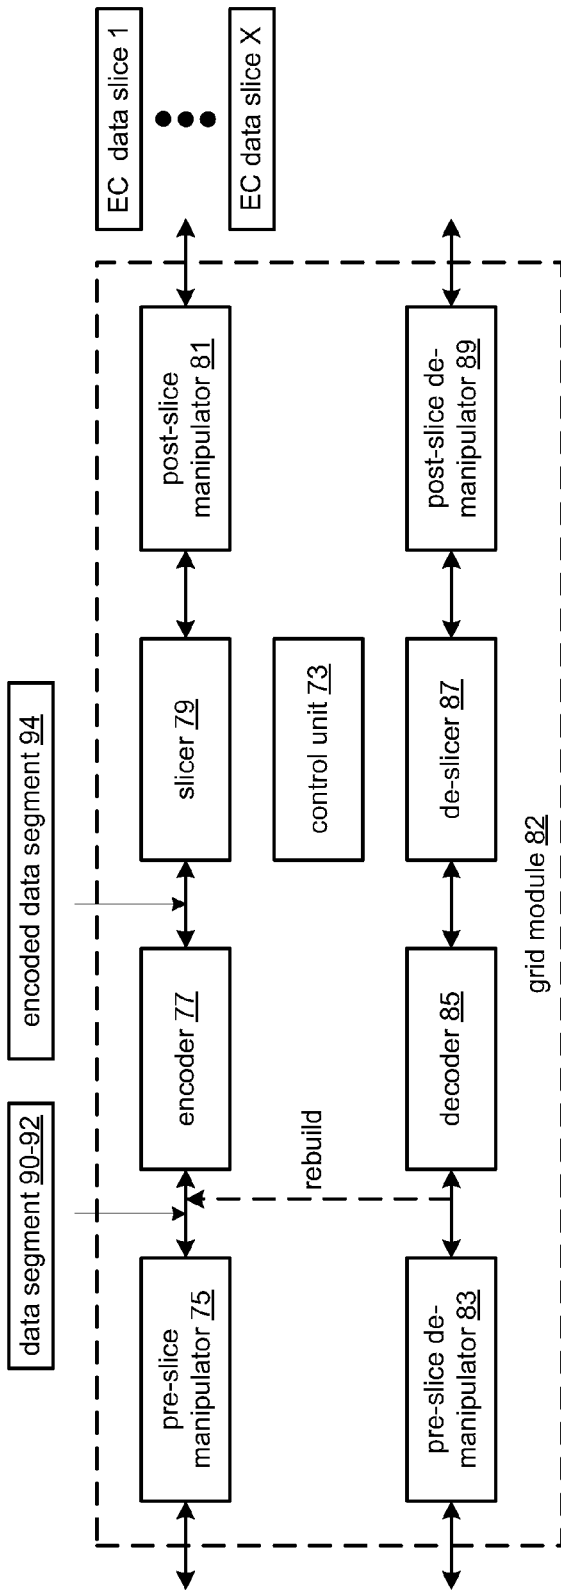 data segment 90-92
encoded data segment 94
EC data slice 1
EC data slice X
pre-slice
manipulator 75
encoder 77
slicer 79
post-slice
manipulator 81
rebuild
control unit 73
pre-slice de-
manipulator 83
decoder 85
de-slicer 87
post-slice de-
manipulator 89
grid module 82